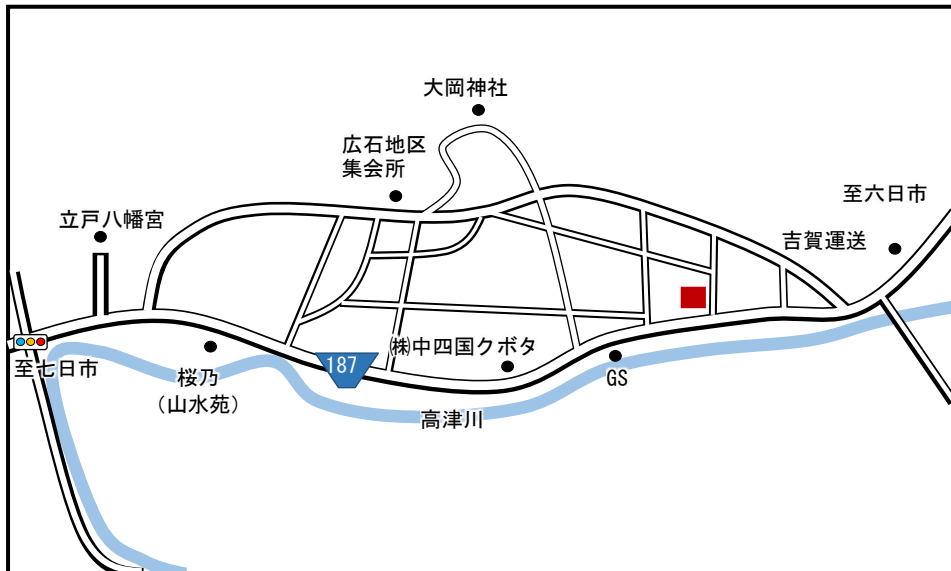 大岡神社
広石地区
集会所
至六日市
立戸八幡宮
吉賀運送
㈱中四国クボタ
187
至七日市
GS
桜乃
（山水苑）
高津川